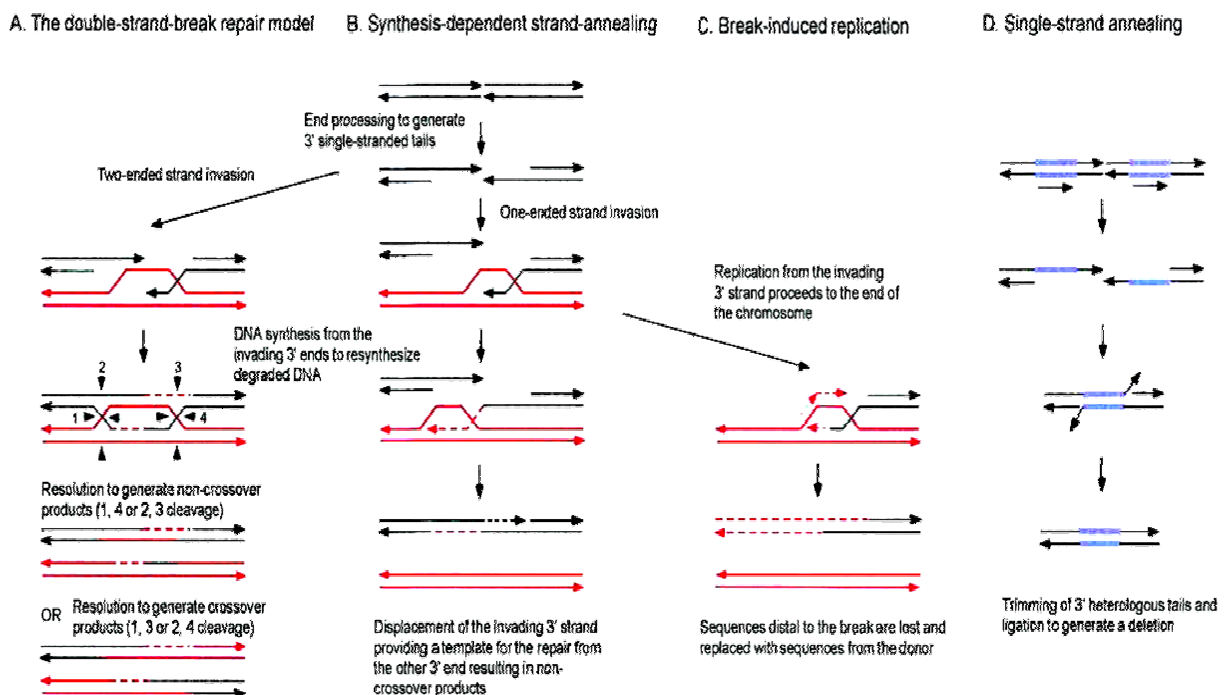 A. The double-strand-break repair model
B. Synthesis-dependent strand-annealing
C. Break-induced replication
D. Single-strand annealing
End processing to generate
3' single-stranded tails
Two-ended strand invasion
One-ended strand invasion
Replication from the invading
3' strand proceeds to the end of
the chromosome
DNA synthesis from the
invading 3' ends to resynthesize
degraded DNA
2
3
1
4
Resolution to generate non-crossover
products (1, 4 or 2, 3 cleavage)
OR
Resolution to generate crossover
products (1, 3 or 2, 4 cleavage)
Displacement of the invading 3' strand
providing a template for the repair from
the other 3' end resulting in non-
crossover products
Sequences distal to the break are lost and
replaced with sequences from the donor
Trimming of 3' heterologous tails and
ligation to generate a deletion